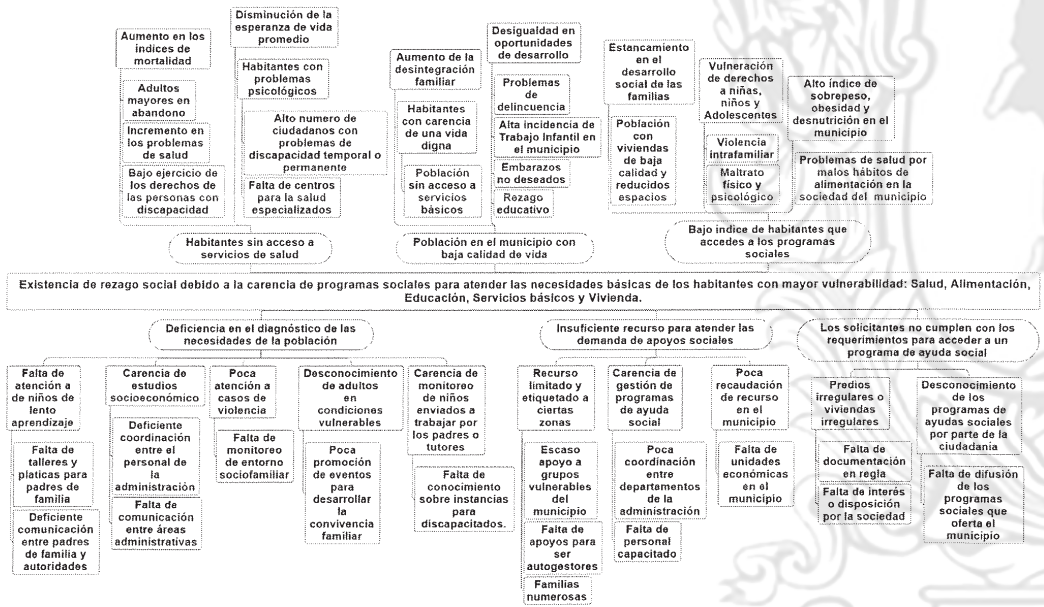 Aumento en los
índices de
mortalidad
Adultos
mayores en
abandono
Incremento en
los problemas
de salud
Bajo ejercicio de
los derechos de
las personas con
discapacidad
Disminución de la
esperanza de vida
promedio
Habitantes con
problemas
psicológicos
Alto numero de
ciudadanos con
problemas de
discapacidad temporal o
permanente
Falta de centros
para la salud
especializados
Aumento de la
desintegración
familiar
Habitantes
con carencia
de una vida
digna
Población
sin acceso a
servicios
básicos
Desigualdad en
oportunidades
de desarrollo
Problemas
de
delincuencia
Alta incidencia de
Trabajo Infantil en
el municipio
Embarazos
no deseados
Rezago
educativo
Estancamiento
en el
desarrollo
social de las
familias
Población
con
viviendas
de baja
calidad y
reducidos
espacios
Vulneración
de derechos
a niñas,
niños y
Adolescentes
Violencia
intrafamiliar
Maltrato
físico y
psicológico
Alto índice de
sobrepeso,
obesidad y
desnutrición en el
municipio
Problemas de salud por
malos hábitos de
alimentación en la
sociedad del municipio
Habitantes sin acceso a
servicios de salud
Población en el municipio con
baja calidad de vida
Bajo indice de habitantes que
accedes a los programas
sociales
Existencia de rezago social debido a la carencia de programas sociales para atender las necesidades básicas de los habitantes con mayor vulnerabilidad: Salud, Alimentación,
Educación, Servicios básicos y Vivienda.
Deficiencia en el diagnóstico de las
necesidades de la población
Insuficiente recurso para atender las
demanda de apoyos sociales
Los solicitantes no cumplen con los
requerimientos para acceder a un
programa de ayuda social
Falta de
atención a
de niños de
lento
aprendizaje
Falta de
talleres y
platicas para
padres de
familia
Deficiente
comunicación
entre padres
de familia y
autoridades
Carencia de
estudios
socioeconómico
Deficiente
coordinación
entre el
personal de
la
administración
Falta de
comunicación
entre áreas
administrativas
Poca
atención a
casos de
violencia
Falta de
monitoreo
de entorno
sociofamiliar
Desconocimiento
de adultos
en
condiciones
vulnerables
Poca
promoción
de eventos
para
desarrollar
la
convivencia
familiar
Carencia de
monitoreo
de niños
enviados a
trabajar por
los padres o
tutores
Falta de
conocimiento
sobre instancias
para
discapacitados.
Recurso
limitado y
etiquetado a
ciertas
zonas
Escaso
apoyo a
grupos
vulnerables
del
municipio
Falta de
apoyos para
ser
autogestores
Familias
numerosas
Carencia de
gestión de
programas
de ayuda
social
Poca
coordinación
entre
departamentos
de la
administración
Falta de
personal
capacitado
Poca
recaudación
de recurso
en el
municipio
Falta de
unidades
económicas
en el
municipio
Predios
irregulares o
viviendas
irregulares
Falta de
documentación
en regla
Falta de interés
o disposición
por la sociedad
Desconocimiento
de los
programas de
ayudas sociales
por parte de la
ciudadanía
Falta de difusión
de los
programas
sociales que
oferta el
municipio